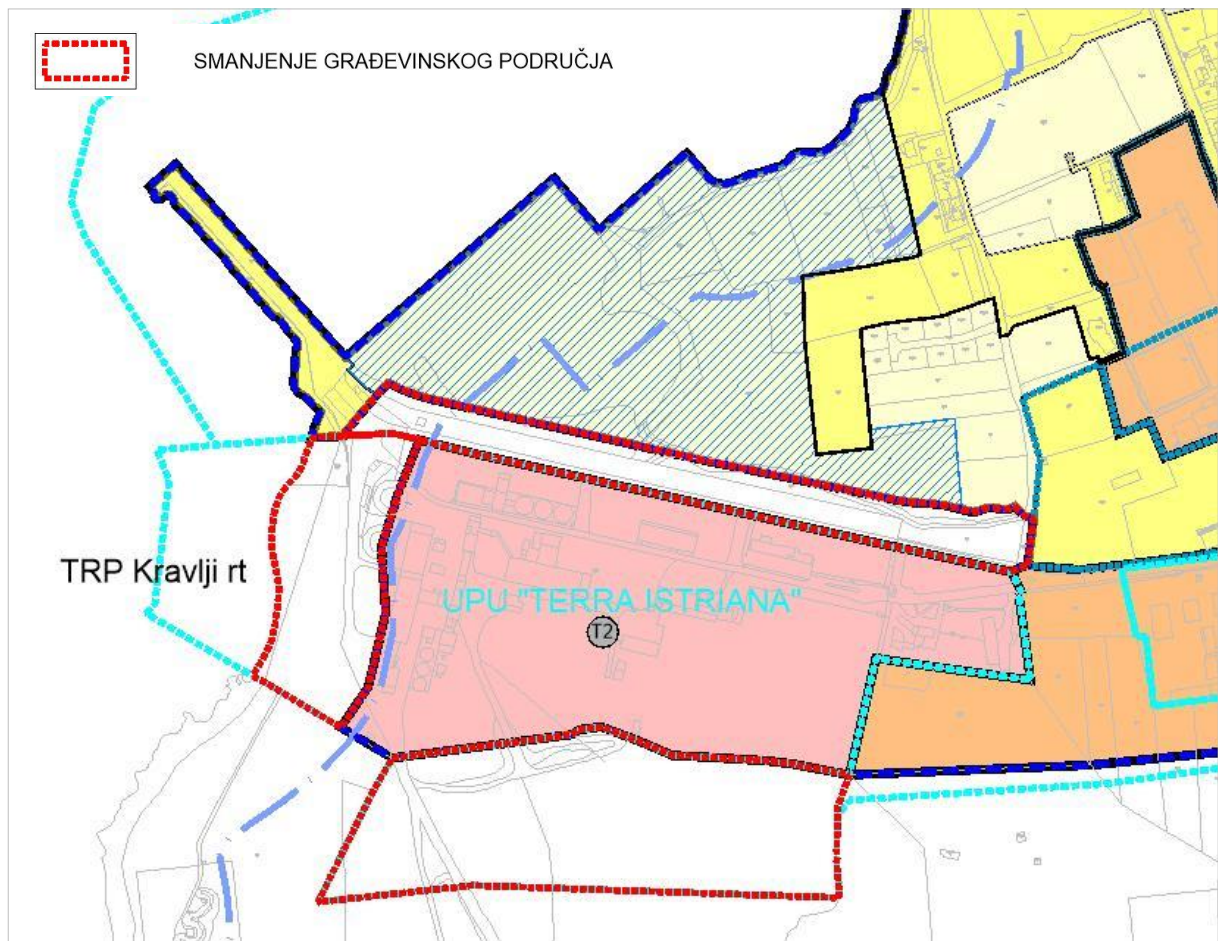 SMANJENJE GRAĐEVINSKOG PODRUČJA
TRP Kravlji rt
UPU "TERRA ISTRIANA"
T2